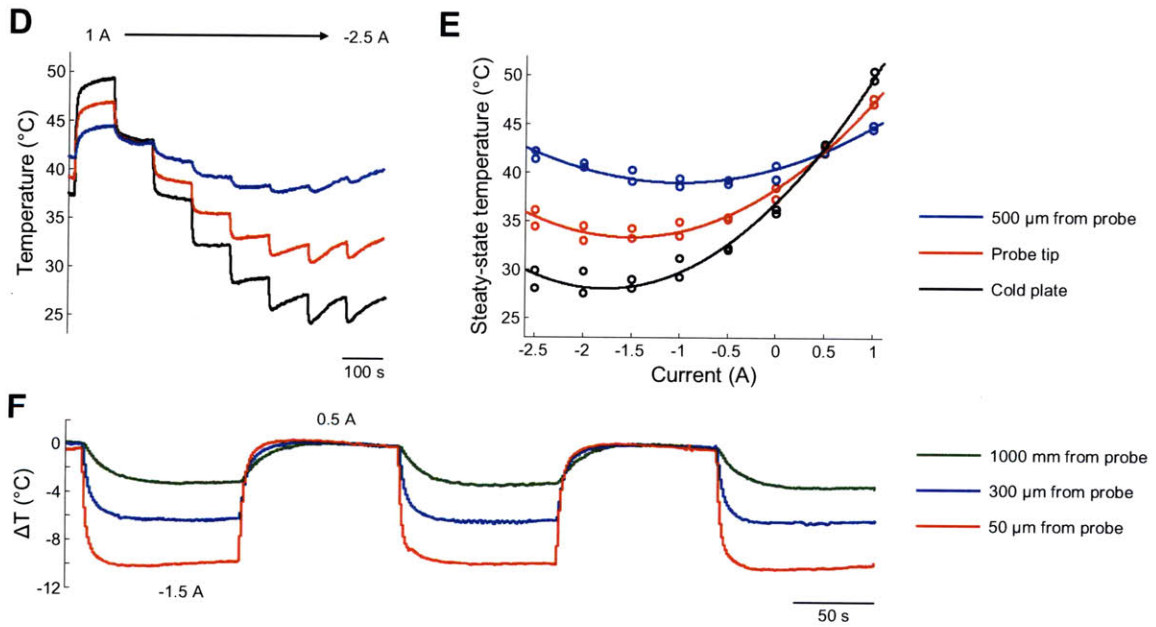 D
1 A
-2.5 A
50
45
40
35
30
25
Temperature (°C)
100 s
E
50
45
40
35
30
25
Steaty-state temperature (°C)
-2.5 -2 -1.5 -1 -0.5 0 0.5 1
Current (A)
500 µm from probe
Probe tip
Cold plate
F
0.5 A
0
-4
-8
-12
ΔT (°C)
-1.5 A
50 s
1000 mm from probe
300 µm from probe
50 µm from probe